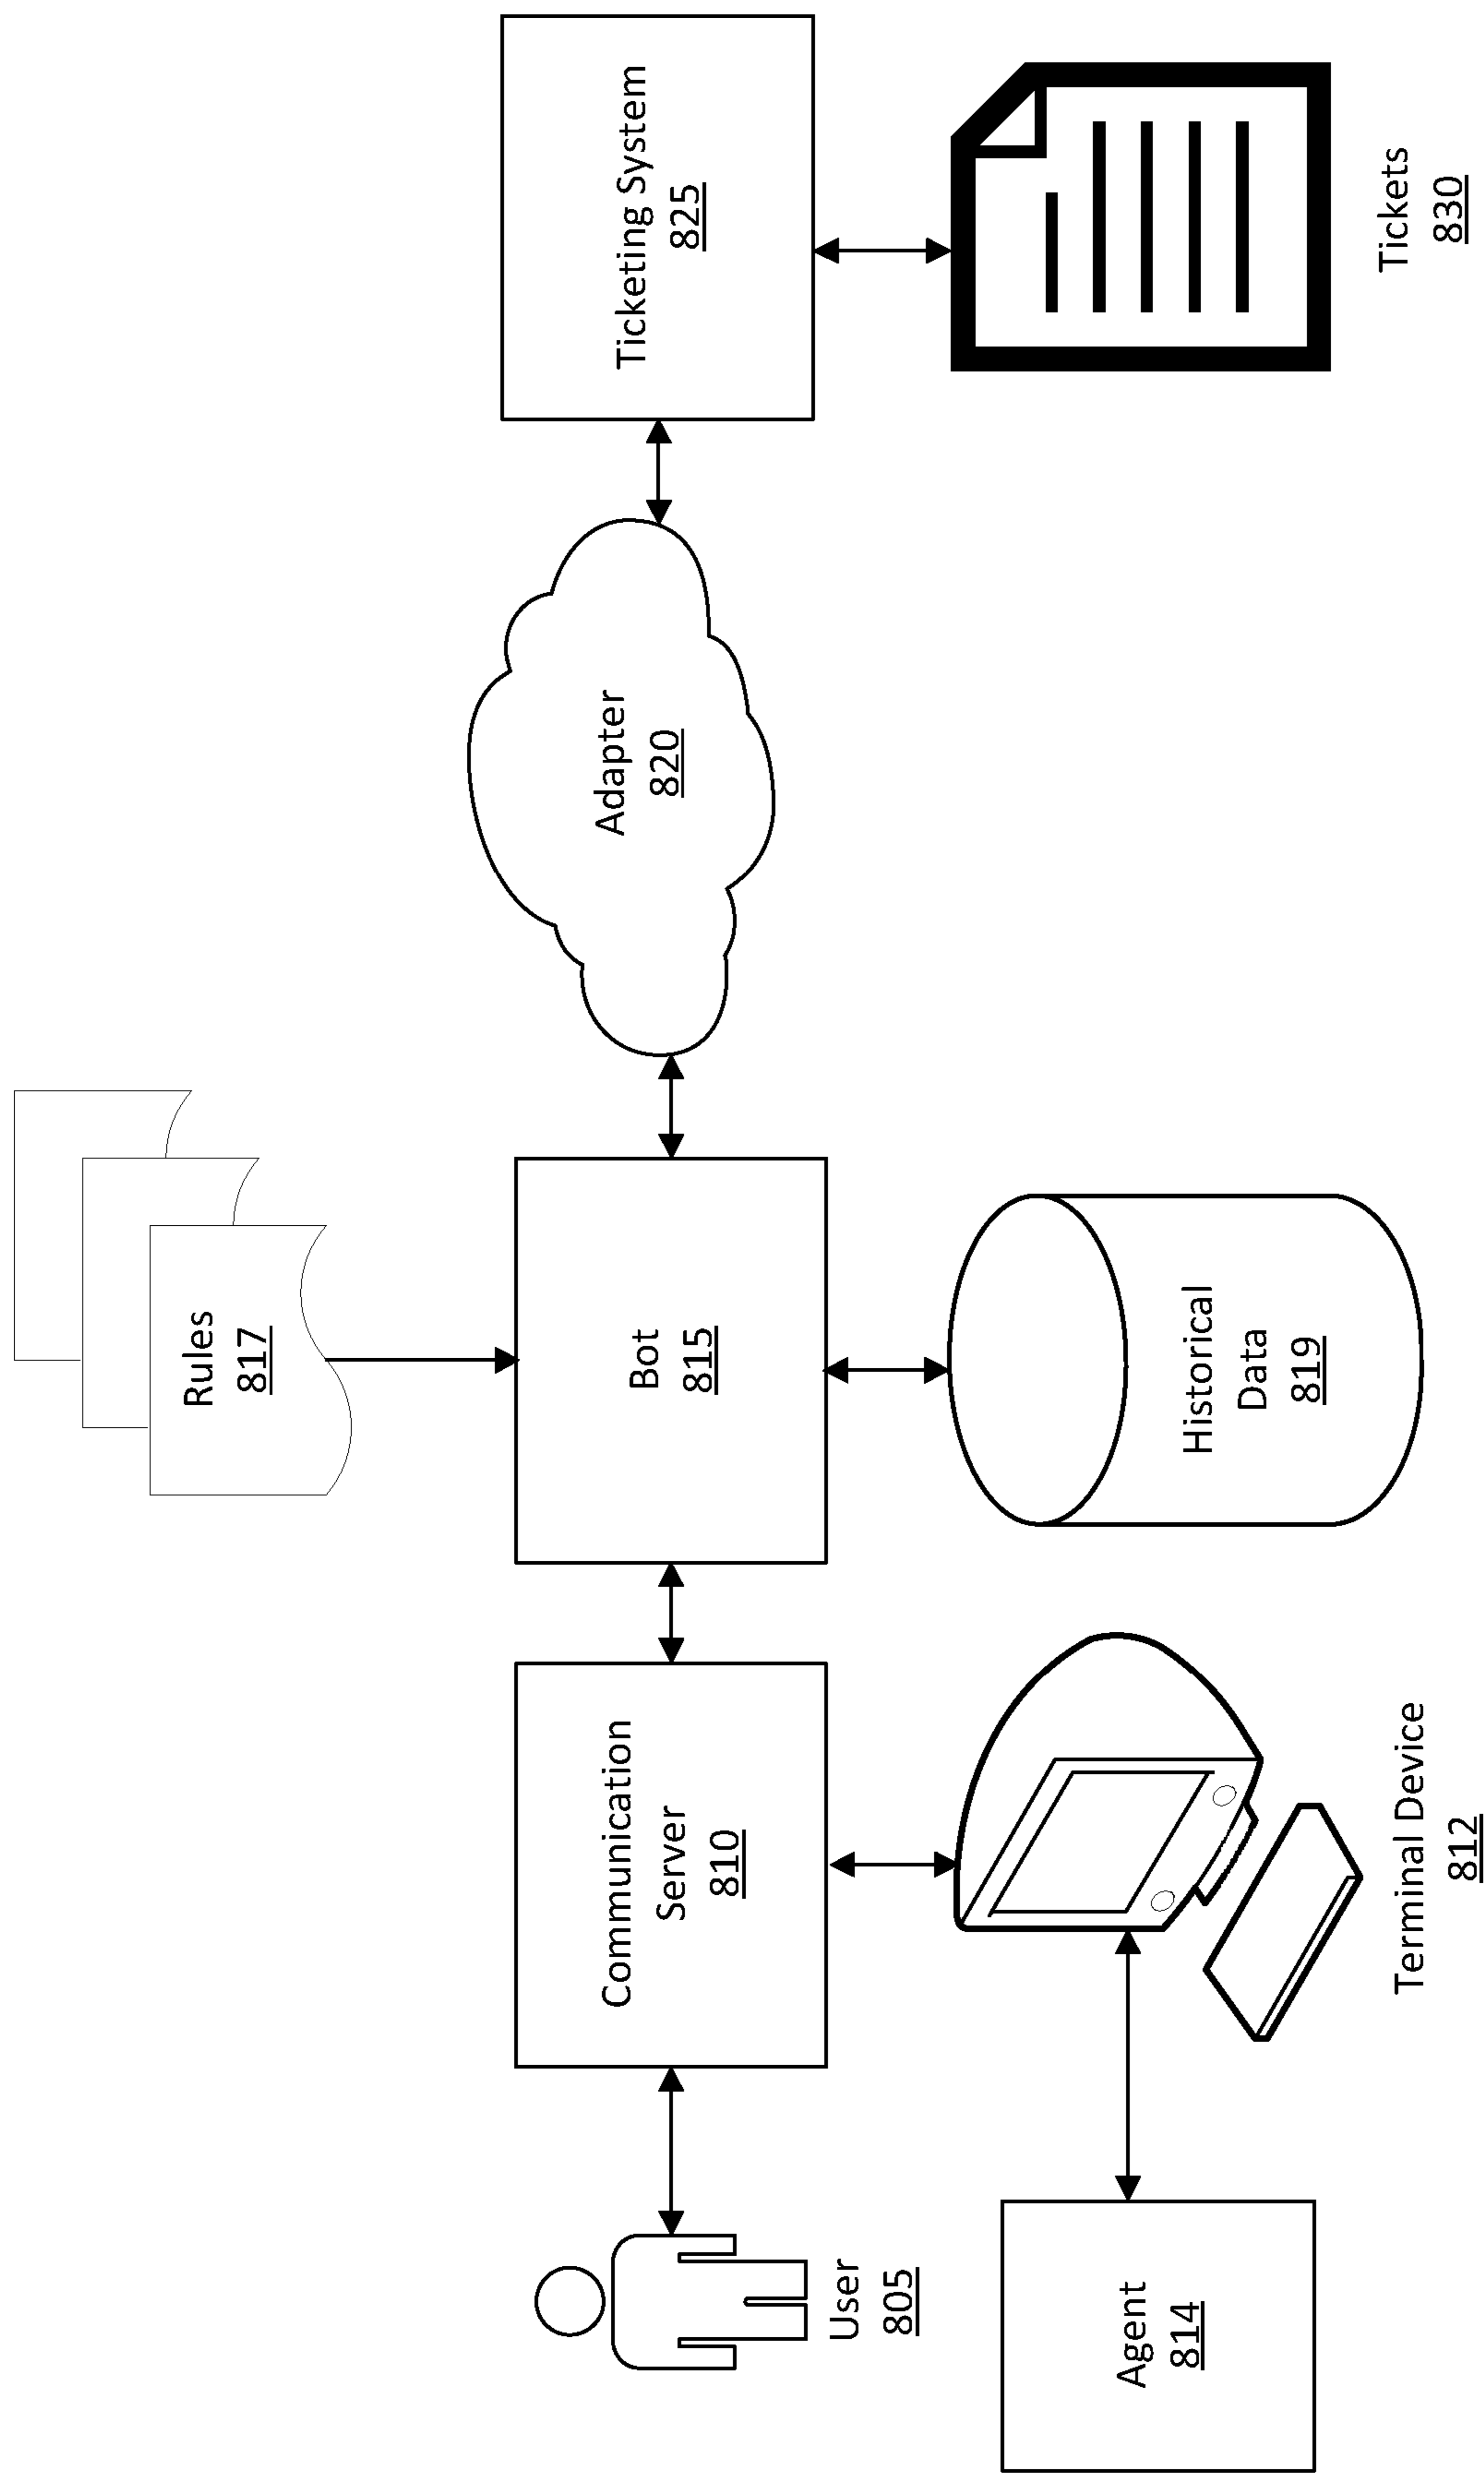 Rules
817
User
805
Communication
Server
810
Bot
815
Adapter
820
Ticketing System
825
Agent
814
Terminal Device
812
Historical
Data
819
Tickets
830